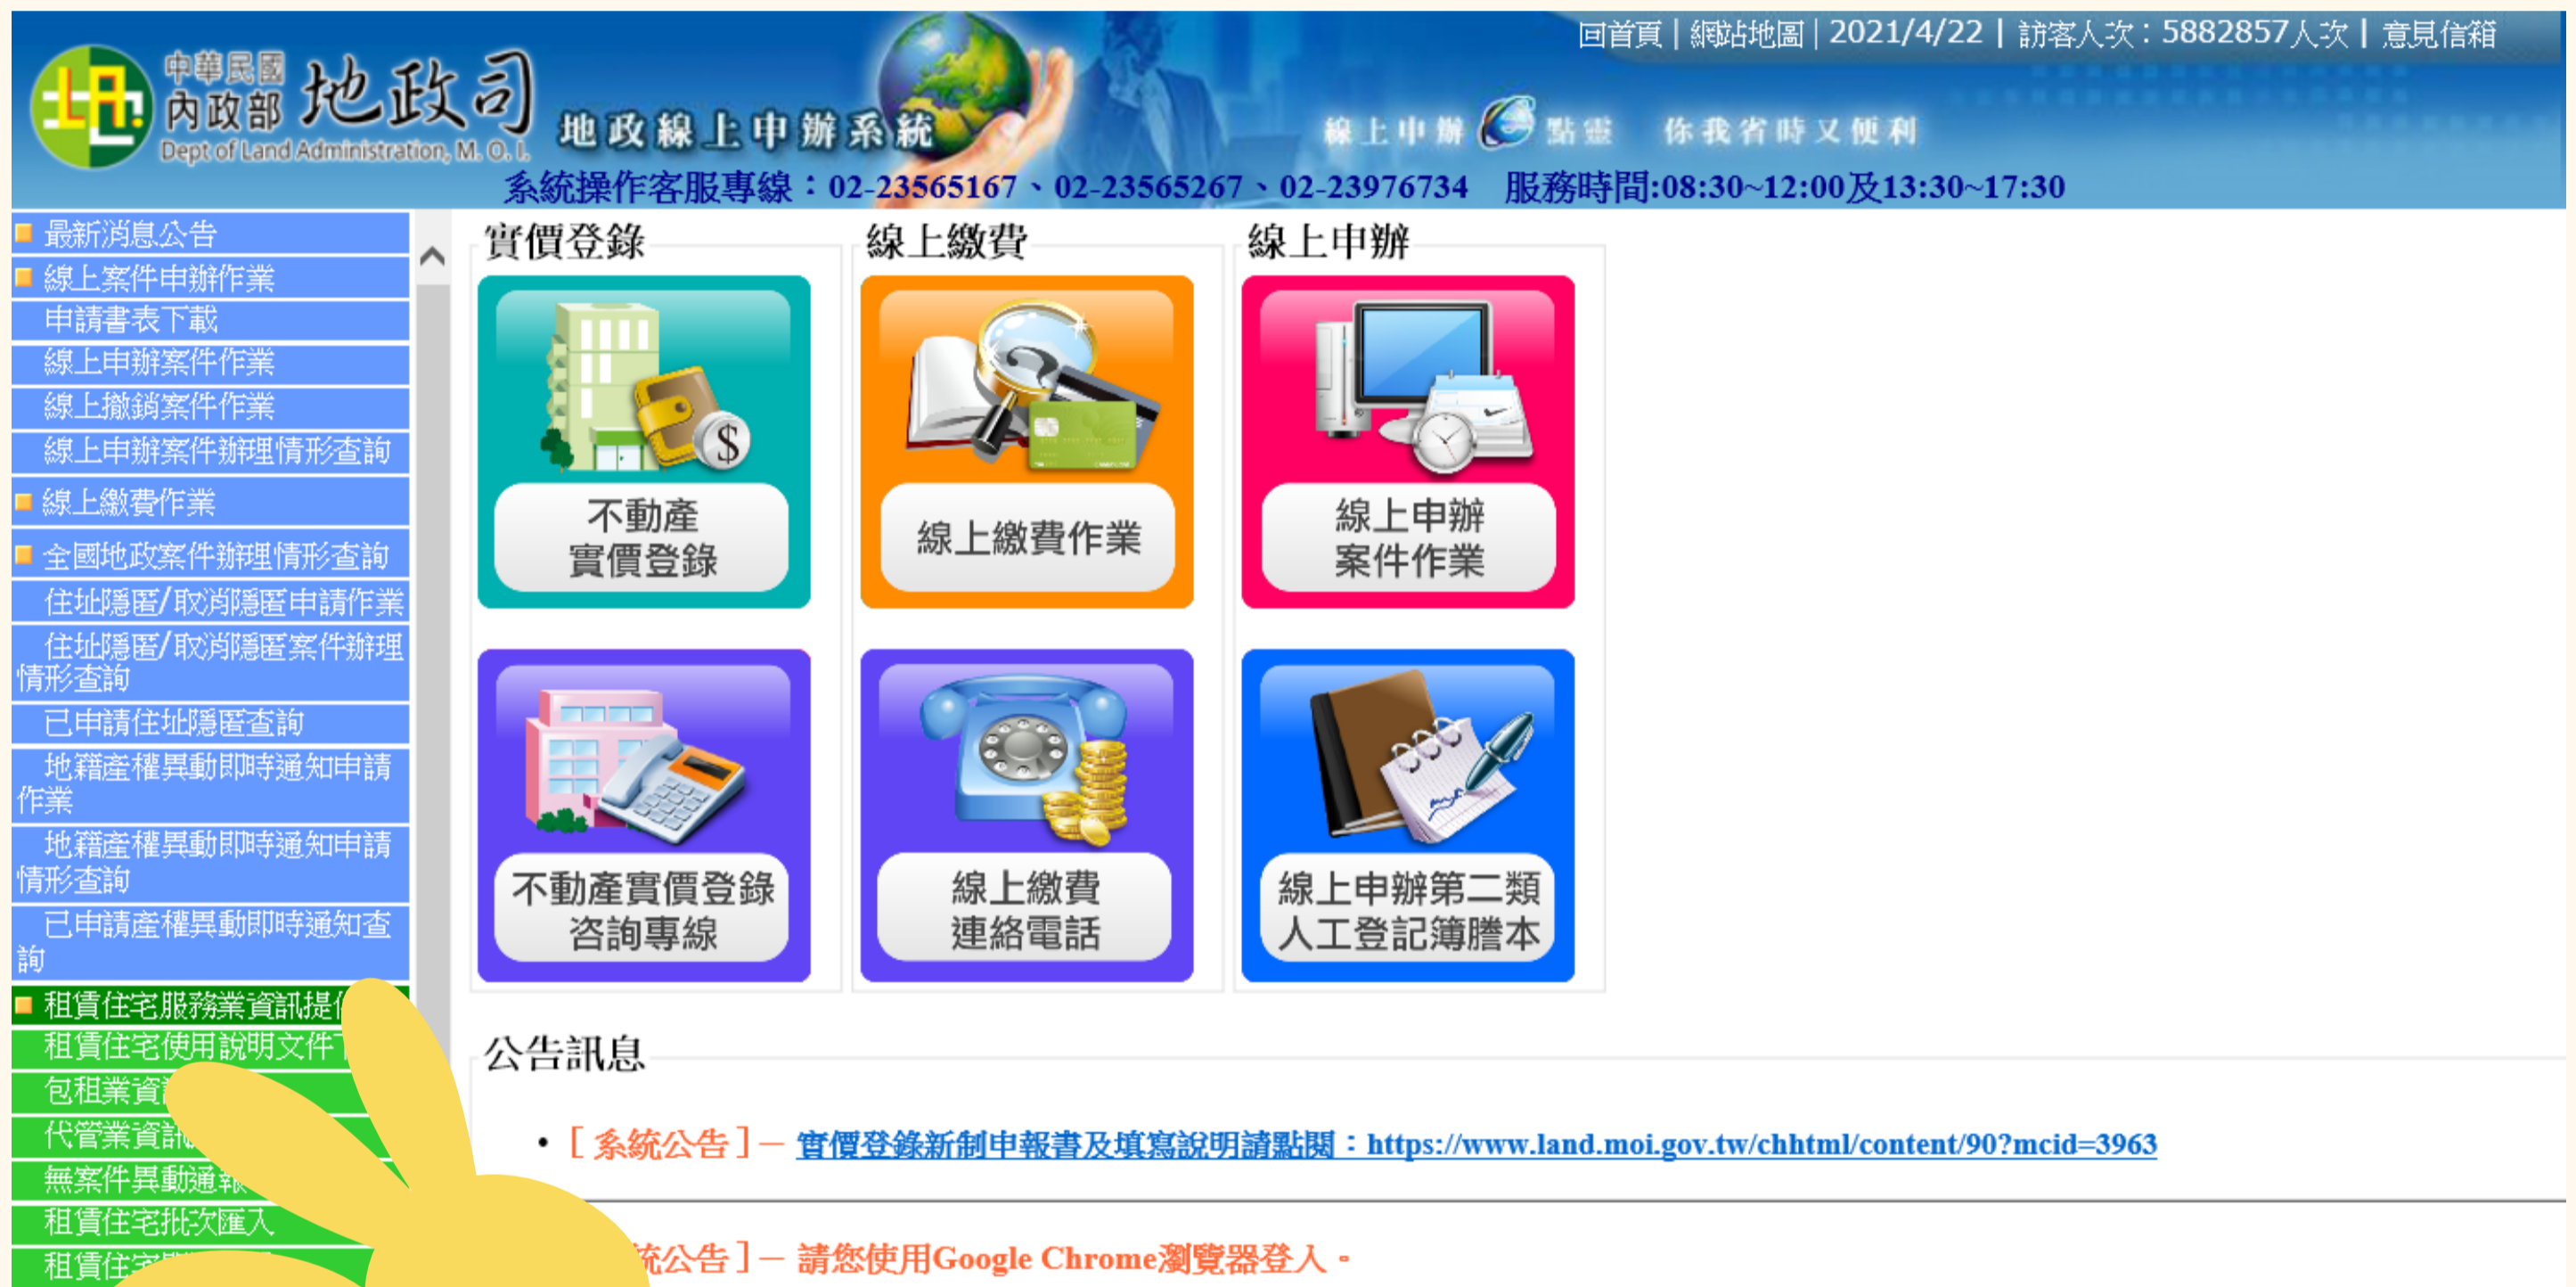 回首頁 | 網站地圖 | 2021/4/22 | 訪客人次：5882857人次 | 意見信箱
中華民國
內政部 地政司
Dept of Land Administration, M. O. I.
地政線上申辦系統
線上申辦 點靈 你我省時又便利
系統操作客服專線：02-23565167、02-23565267、02-23976734 服務時間:08:30~12:00及13:30~17:30
最新消息公告
線上案件申辦作業
申請書表下載
線上申辦案件作業
線上撤銷案件作業
線上申辦案件辦理情形查詢
線上繳費作業
全國地政案件辦理情形查詢
住址隱匿/取消隱匿申請作業
住址隱匿/取消隱匿案件辦理
情形查詢
已申請住址隱匿查詢
地籍產權異動即時通知申請
作業
地籍產權異動即時通知申請
情形查詢
已申請產權異動即時通知查
詢
租賃住宅服務業資訊提
租賃住宅使用說明文件
包租業資
代管業資訊
無案件異動通報
租賃住宅批次匯入
租賃住宅
實價登錄
不動產
實價登錄
不動產實價登錄
咨詢專線
線上繳費
線上繳費作業
線上繳費
連絡電話
線上申辦
線上申辦
案件作業
線上申辦第二類
人工登記簿謄本
公告訊息
• [ 系統公告 ] － 實價登錄新制申報書及填寫說明請點閱：https://www.land.moi.gov.tw/chhtml/content/90?mcid=3963
統公告 ] － 請您使用Google Chrome瀏覽器登入。